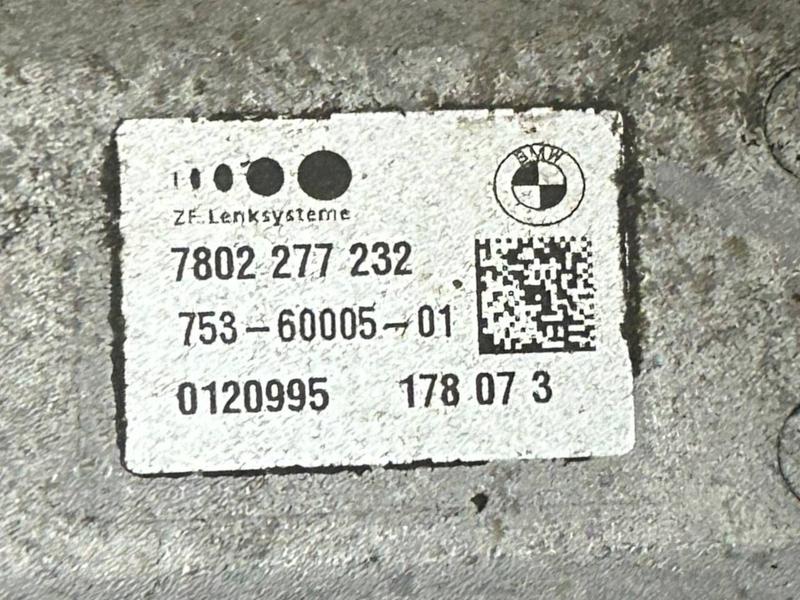 BMW
ZF Lenksysteme
7802 277 232
753-60005-01
0120995 178 07 3